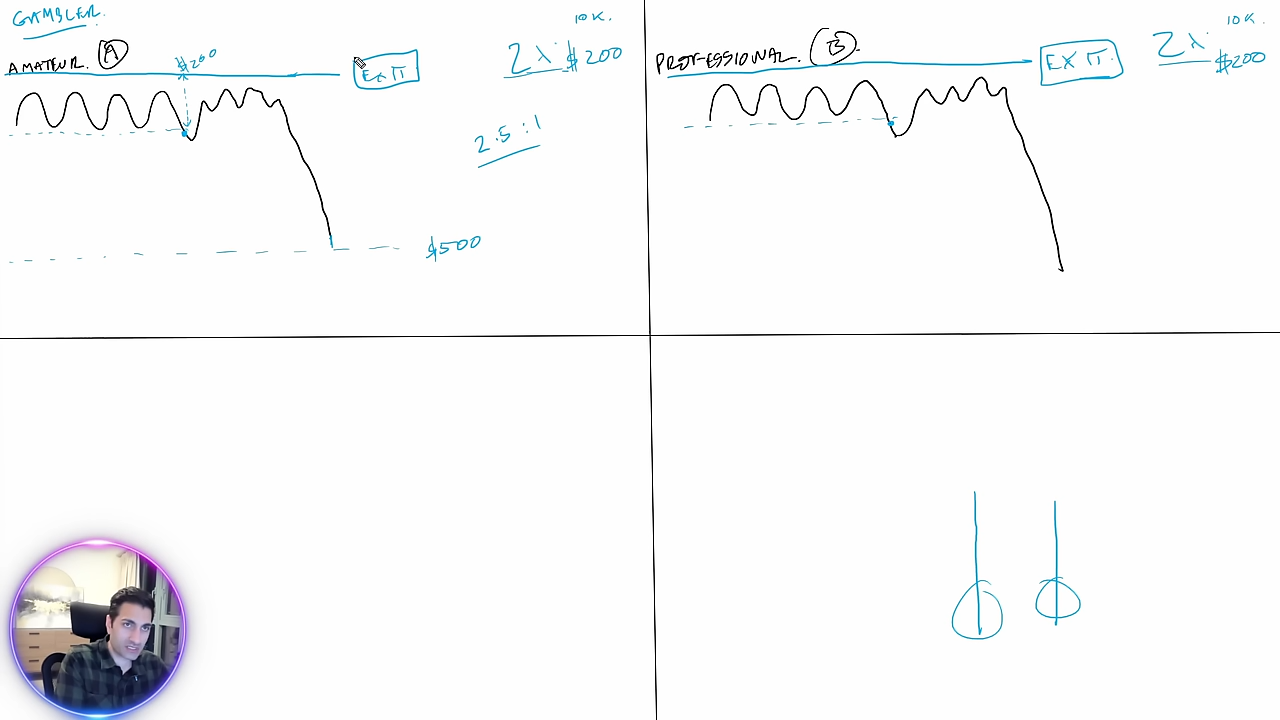 GAMBLER.
AMATEUR. A
$200
EXIT
10K.
2% $200
2.5:1
$500
PROFESSIONAL. B.
EXIT.
10K.
2%.
$200